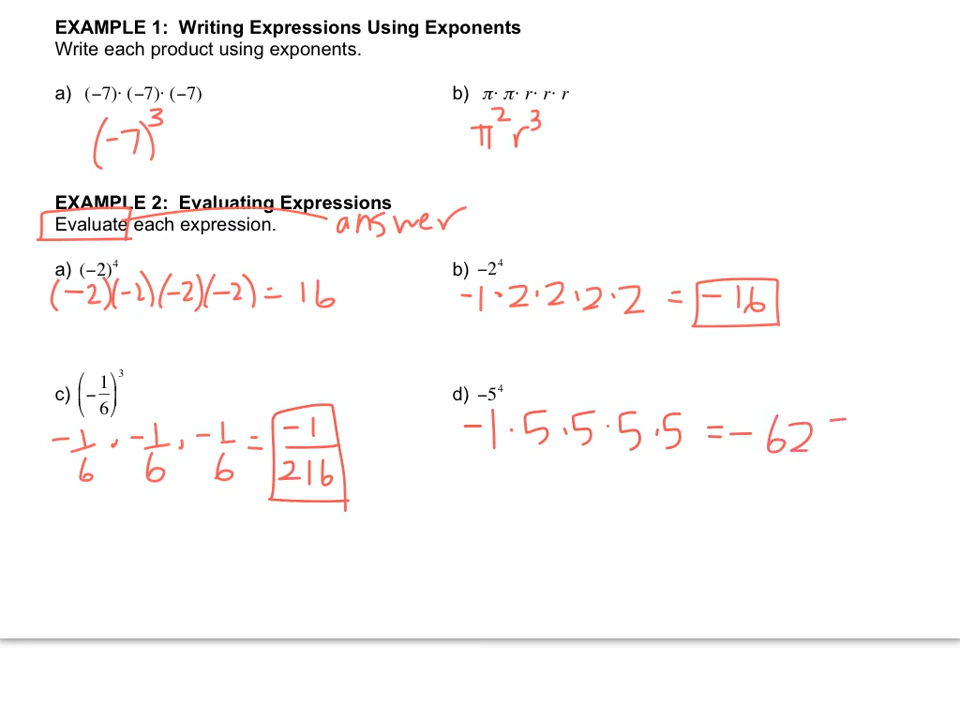 EXAMPLE 1: Writing Expressions Using Exponents
Write each product using exponents.
a) (−7)· (−7)· (−7)
(-7)³
b) π· π· r· r· r
π²r³
EXAMPLE 2: Evaluating Expressions
Evaluate each expression. answer
a) (−2)⁴
(-2)(-2)(-2)(-2) = 16
b) −2⁴
-1·2·2·2·2 = -16
c) (−1/6)³
-1/6 · -1/6 · -1/6 = -1/216
d) −5⁴
-1·5·5·5·5 = -62